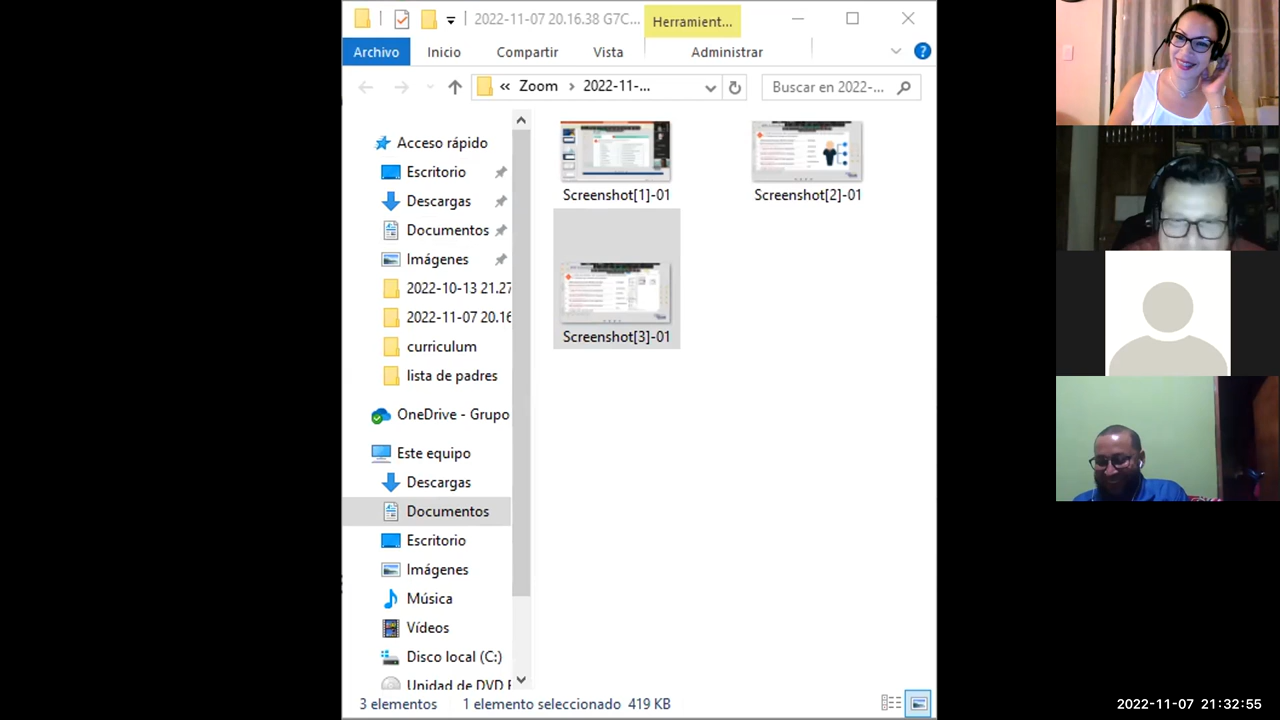 2022-11-07 20.16.38 G7C...
Herramient...
Archivo
Inicio
Compartir
Vista
Administrar
« Zoom > 2022-11-...
Buscar en 2022-...
Acceso rápido
Escritorio
Descargas
Documentos
Imágenes
2022-10-13 21.27
2022-11-07 20.16
curriculum
lista de padres
OneDrive - Grupo
Este equipo
Descargas
Documentos
Escritorio
Imágenes
Música
Vídeos
Disco local (C:)
Unidad de DVD
Screenshot[1]-01
Screenshot[2]-01
Screenshot[3]-01
3 elementos
1 elemento seleccionado 419 KB
2022-11-07 21:32:55